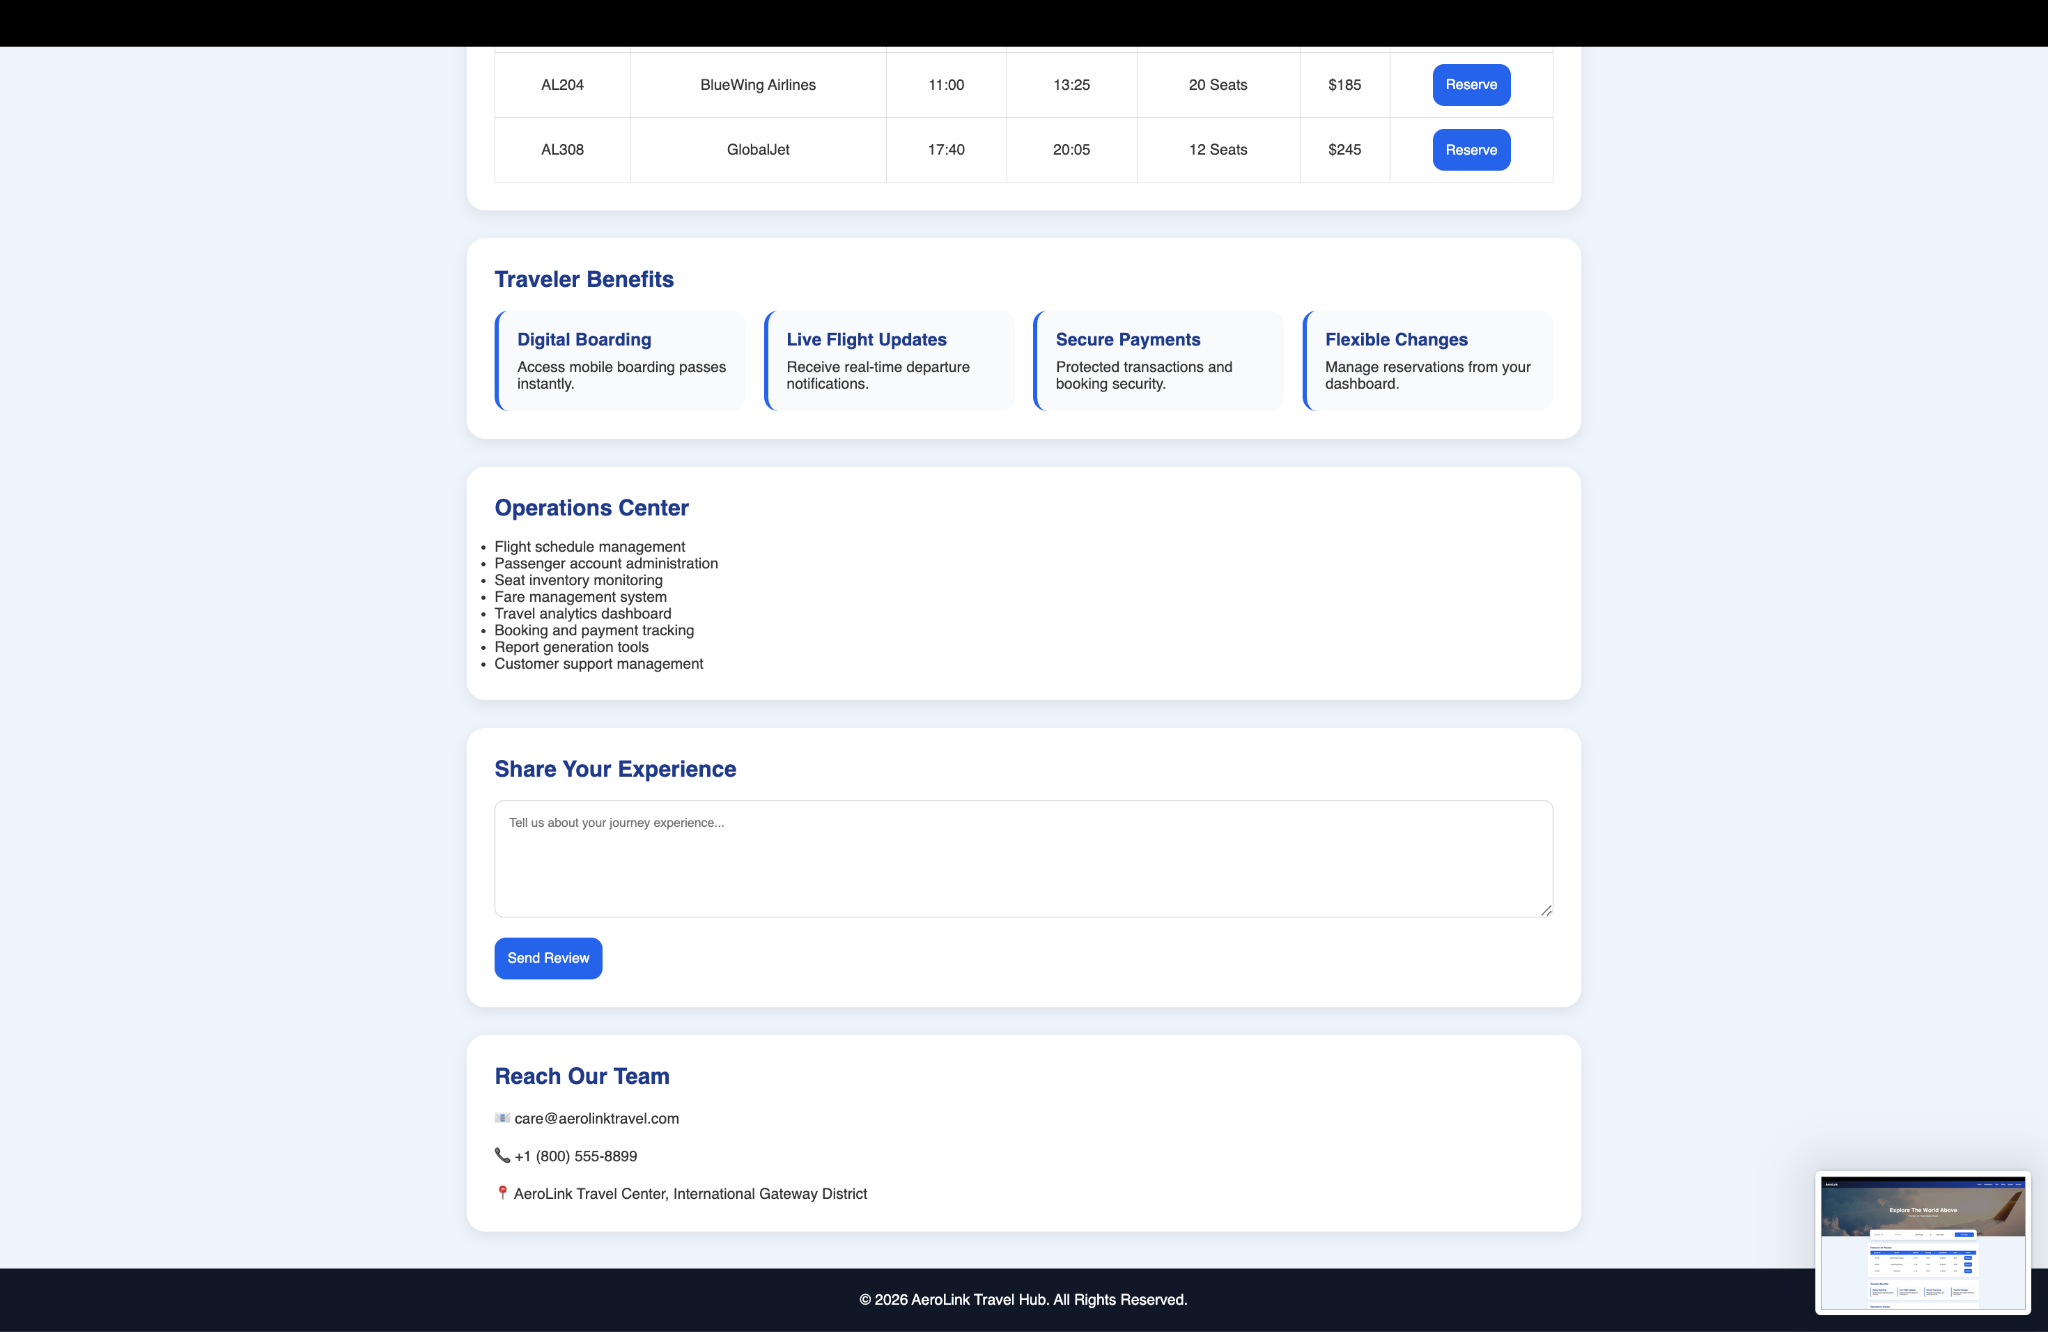 AL204 BlueWing Airlines 11:00 13:25 20 Seats $185 Reserve
AL308 GlobalJet 17:40 20:05 12 Seats $245 Reserve
Traveler Benefits
Digital Boarding
Access mobile boarding passes
instantly.
Live Flight Updates
Receive real-time departure
notifications.
Secure Payments
Protected transactions and
booking security.
Flexible Changes
Manage reservations from your
dashboard.
Operations Center
• Flight schedule management
• Passenger account administration
• Seat inventory monitoring
• Fare management system
• Travel analytics dashboard
• Booking and payment tracking
• Report generation tools
• Customer support management
Share Your Experience
Tell us about your journey experience...
Send Review
Reach Our Team
care@aerolinktravel.com
+1 (800) 555-8899
AeroLink Travel Center, International Gateway District
Explore The World Above
© 2026 AeroLink Travel Hub. All Rights Reserved.